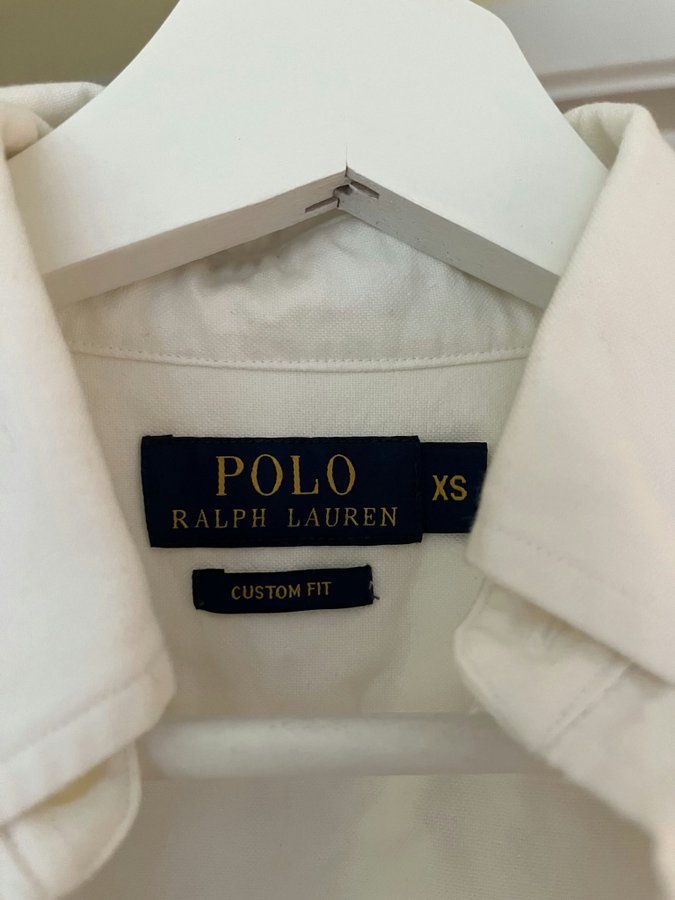 POLO
RALPH LAUREN
XS
CUSTOM FIT